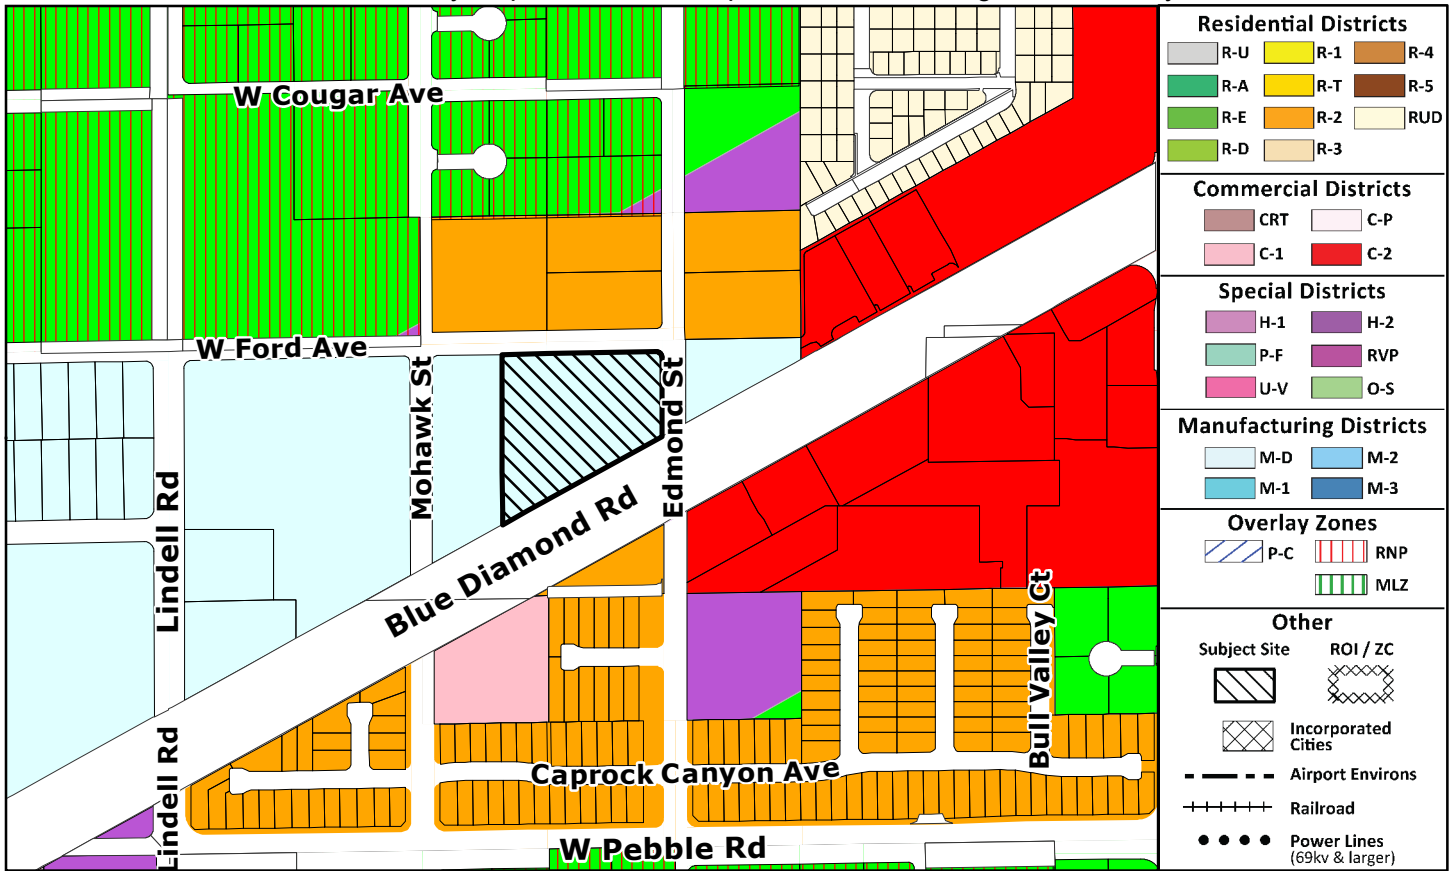 W Cougar Ave
W Ford Ave
Mohawk St
Edmond St
Lindell Rd
Blue Diamond Rd
Bull Valley Ct
Lindell Rd
Caprock Canyon Ave
W Pebble Rd
Residential Districts
R-U R-1 R-4
R-A R-T R-5
R-E R-2 RUD
R-D R-3
Commercial Districts
CRT C-P
C-1 C-2
Special Districts
H-1 H-2
P-F RVP
U-V O-S
Manufacturing Districts
M-D M-2
M-1 M-3
Overlay Zones
P-C RNP
MLZ
Other
Subject Site ROI / ZC
Incorporated
Cities
Airport Environs
Railroad
Power Lines
(69kv & larger)